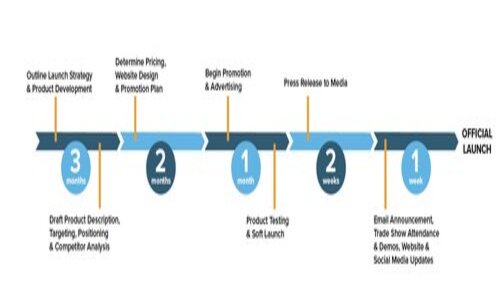 Outline Launch Strategy
& Product Development
Determine Pricing,
Website Design
& Promotion Plan
Begin Promotion
& Advertising
Press Release to Media
OFFICIAL
LAUNCH
3
months
2
months
1
month
2
weeks
1
week
Draft Product Description,
Targeting, Positioning
& Competitor Analysis
Product Testing
& Soft Launch
Email Announcement,
Trade Show Attendance
& Demos, Website &
Social Media Updates